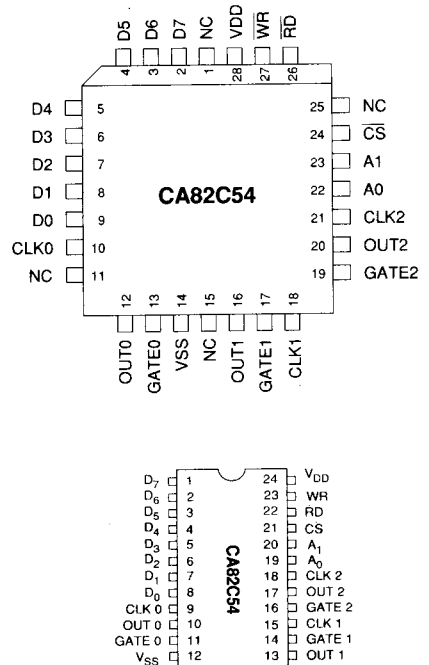 D5 D6 D7 NC VDD W̅R̅ R̅D̅
4 3 2 1 28 27 26
D4 5 25 NC
D3 6 24 C̅S̅
D2 7 23 A1
D1 8 CA82C54 22 A0
D0 9 21 CLK2
CLK0 10 20 OUT2
NC 11 19 GATE2
12 13 14 15 16 17 18
OUT0 GATE0 VSS NC OUT1 GATE1 CLK1
D7 1 24 VDD
D6 2 23 WR
D5 3 22 RD
D4 4 21 CS
D3 5 20 A1
D2 6 19 A0
D1 7 18 CLK 2
D0 8 17 OUT 2
CLK 0 9 16 GATE 2
OUT 0 10 15 CLK 1
GATE 0 11 14 GATE 1
VSS 12 13 OUT 1
CA82C54